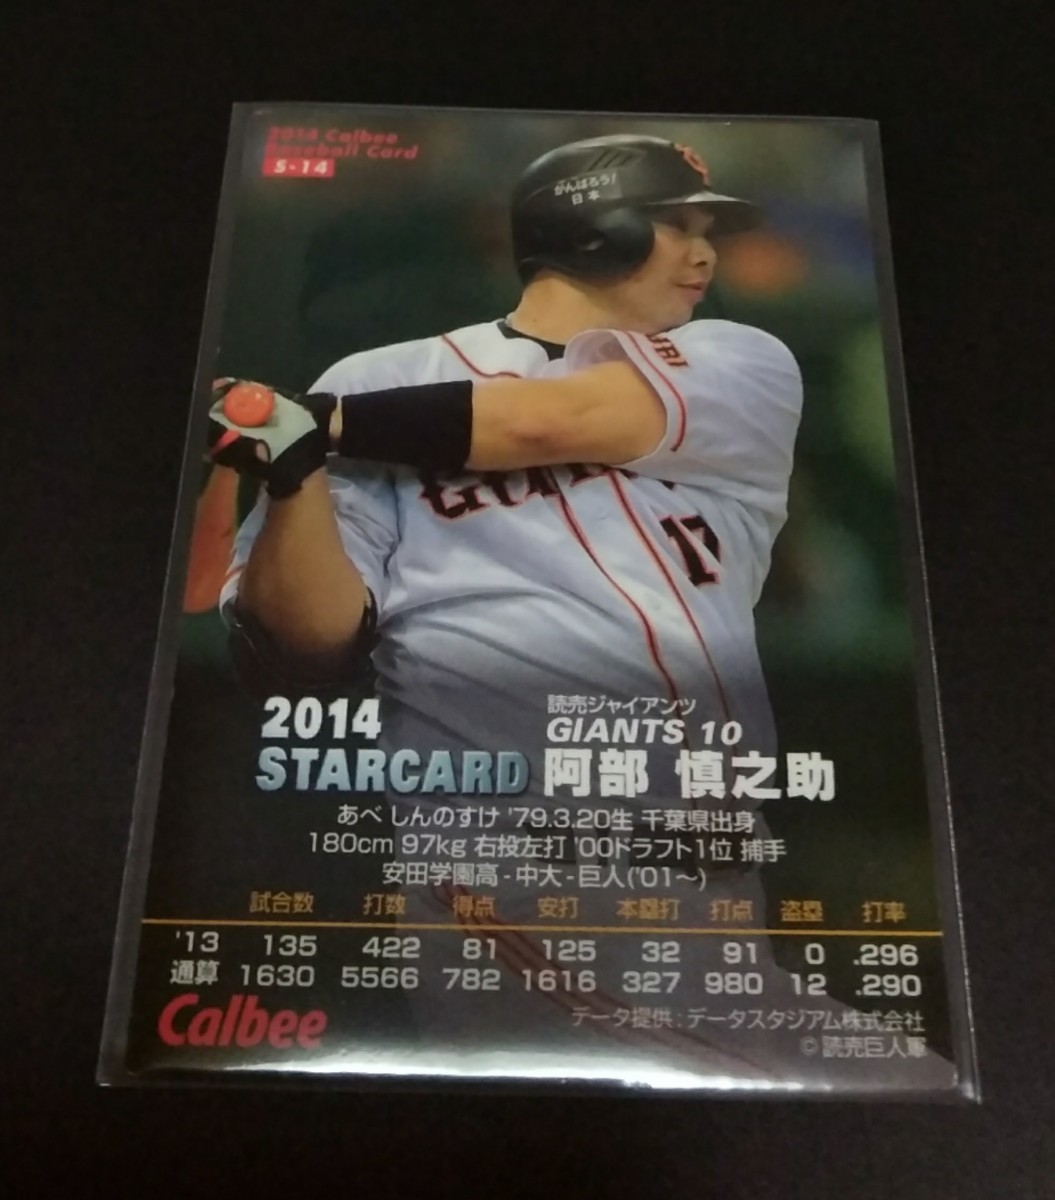 2014 Calbee
Baseball Card
S-14
がんばろう!
日本
2014
STARCARD
読売ジャイアンツ
GIANTS 10
阿部 慎之助
あべ しんのすけ '79.3.20生 千葉県出身
180cm 97kg 右投左打 '00ドラフト1位 捕手
安田学園高-中大-巨人('01〜)
試合数 打数 得点 安打 本塁打 打点 盗塁 打率
'13 135 422 81 125 32 91 0 .296
通算 1630 5566 782 1616 327 980 12 .290
Calbee
データ提供:データスタジアム株式会社
©読売巨人軍